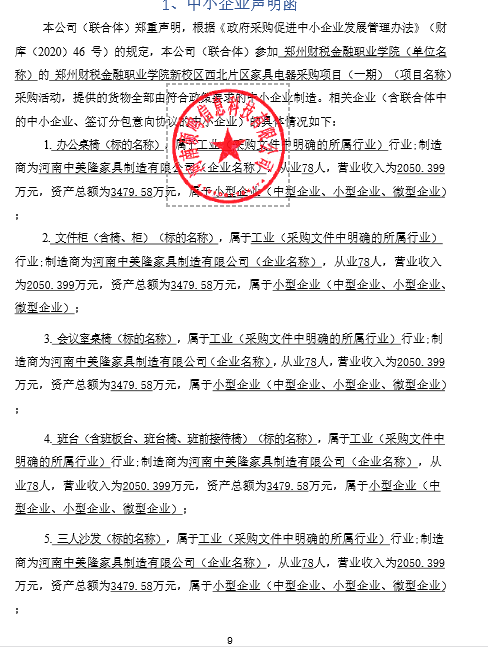 1、中小企业声明函
本公司（联合体）郑重声明，根据《政府采购促进中小企业发展管理办法》（财
库（2020）46 号）的规定，本公司（联合体）参加 郑州财税金融职业学院（单位名
称）的 郑州财税金融职业学院新校区西北片区家具电器采购项目（一期）（项目名称）
采购活动，提供的货物全部由符合政策要求的中小企业制造。相关企业（含联合体中
的中小企业、签订分包意向协议的中小企业）的具体情况如下：
1. 办公桌椅（标的名称），属于工业（采购文件中明确的所属行业）行业;制造
商为河南中美隆家具制造有限公司（企业名称），从业78人，营业收入为2050.399
万元，资产总额为3479.58万元，属于小型企业（中型企业、小型企业、微型企业）
；
2. 文件柜（含椅、柜）（标的名称），属于工业（采购文件中明确的所属行业）
行业;制造商为河南中美隆家具制造有限公司（企业名称），从业78人，营业收入
为2050.399万元，资产总额为3479.58万元，属于小型企业（中型企业、小型企业、
微型企业）；
3. 会议室桌椅（标的名称），属于工业（采购文件中明确的所属行业）行业;制
造商为河南中美隆家具制造有限公司（企业名称），从业78人，营业收入为2050.399
万元，资产总额为3479.58万元，属于小型企业（中型企业、小型企业、微型企业）
；
4. 班台（含班板台、班台椅、班前接待椅）（标的名称），属于工业（采购文件中
明确的所属行业）行业;制造商为河南中美隆家具制造有限公司（企业名称），从
业78人，营业收入为2050.399万元，资产总额为3479.58万元，属于小型企业（中
型企业、小型企业、微型企业）；
5. 三人沙发（标的名称），属于工业（采购文件中明确的所属行业）行业;制造
商为河南中美隆家具制造有限公司（企业名称），从业78人，营业收入为2050.399
万元，资产总额为3479.58万元，属于小型企业（中型企业、小型企业、微型企业）
；
9